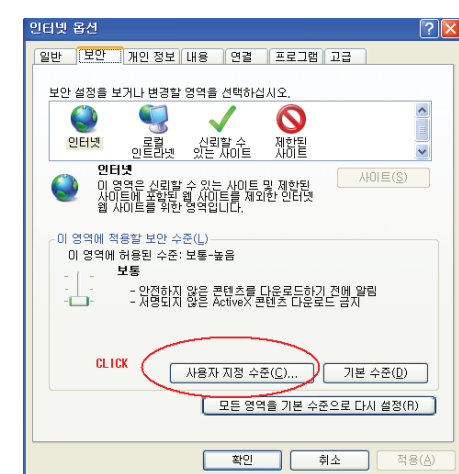 인터넷 옵션
일반 보안 개인 정보 내용 연결 프로그램 고급
보안 설정을 보거나 변경할 영역을 선택하십시오.
인터넷 로컬 인트라넷 신뢰할 수 있는 사이트 제한된 사이트
인터넷
사이트(S)
이 영역은 신뢰할 수 있는 사이트 및 제한된
사이트에 포함된 웹 사이트를 제외한 인터넷
웹 사이트를 위한 영역입니다.
이 영역에 적용할 보안 수준(L)
이 영역에 허용된 수준: 보통-높음
보통
- 안전하지 않은 콘텐츠를 다운로드하기 전에 알림
- 서명되지 않은 ActiveX 콘텐츠 다운로드 금지
CLICK
사용자 지정 수준(C)... 기본 수준(D)
모든 영역을 기본 수준으로 다시 설정(R)
확인 취소 적용(A)